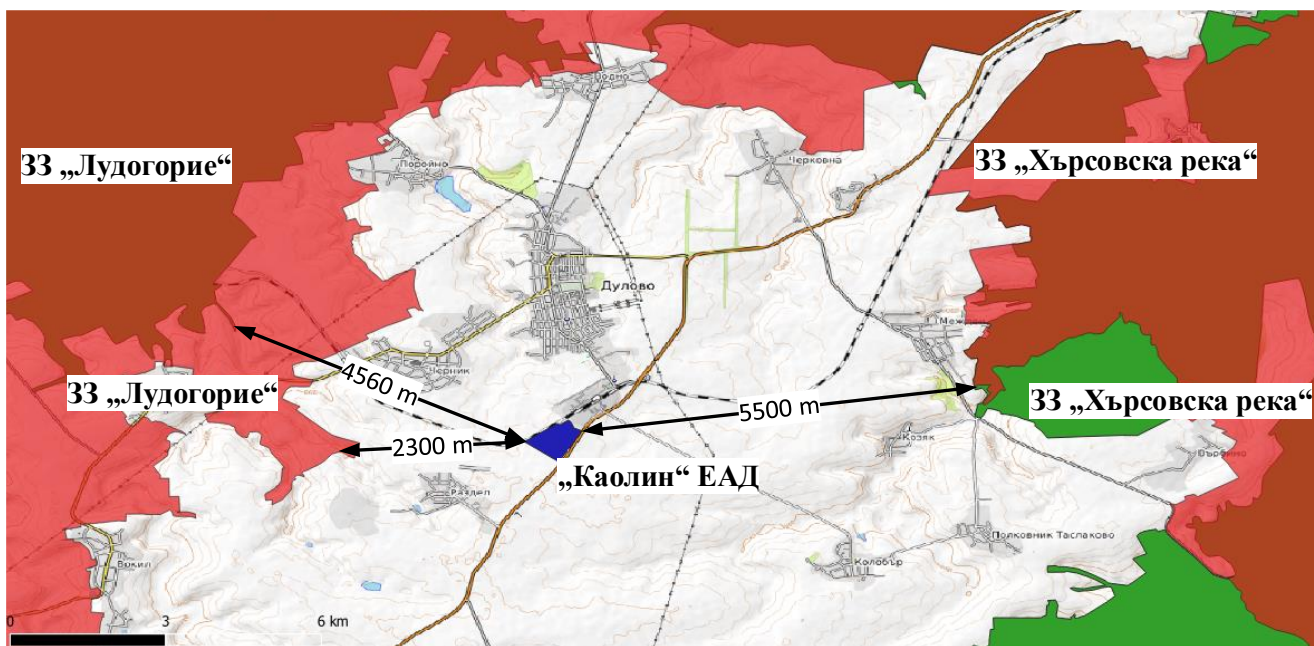 Водно
ЗЗ „Лудогорие“
Поройно
Черковна
ЗЗ „Хърсовска река“
Дулово
Черник
4560 m
ЗЗ „Лудогорие“
5500 m
ЗЗ „Хърсовска река“
2300 m
Козяк
„Каолин“ ЕАД
Раздел
Полковник Таслаково
Вокил
Колобър
0 3 6 km